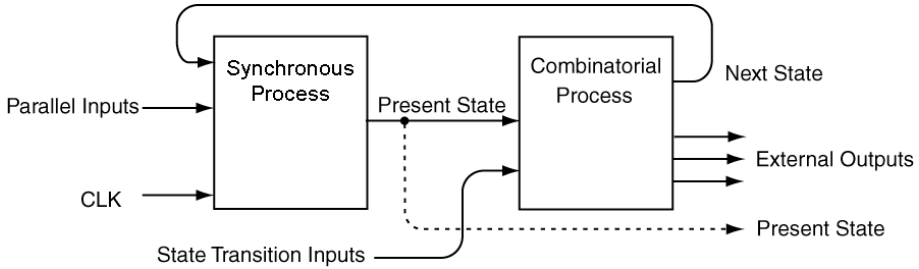 Synchronous
Process
Combinatorial
Process
Next State
Parallel Inputs
Present State
External Outputs
CLK
Present State
State Transition Inputs